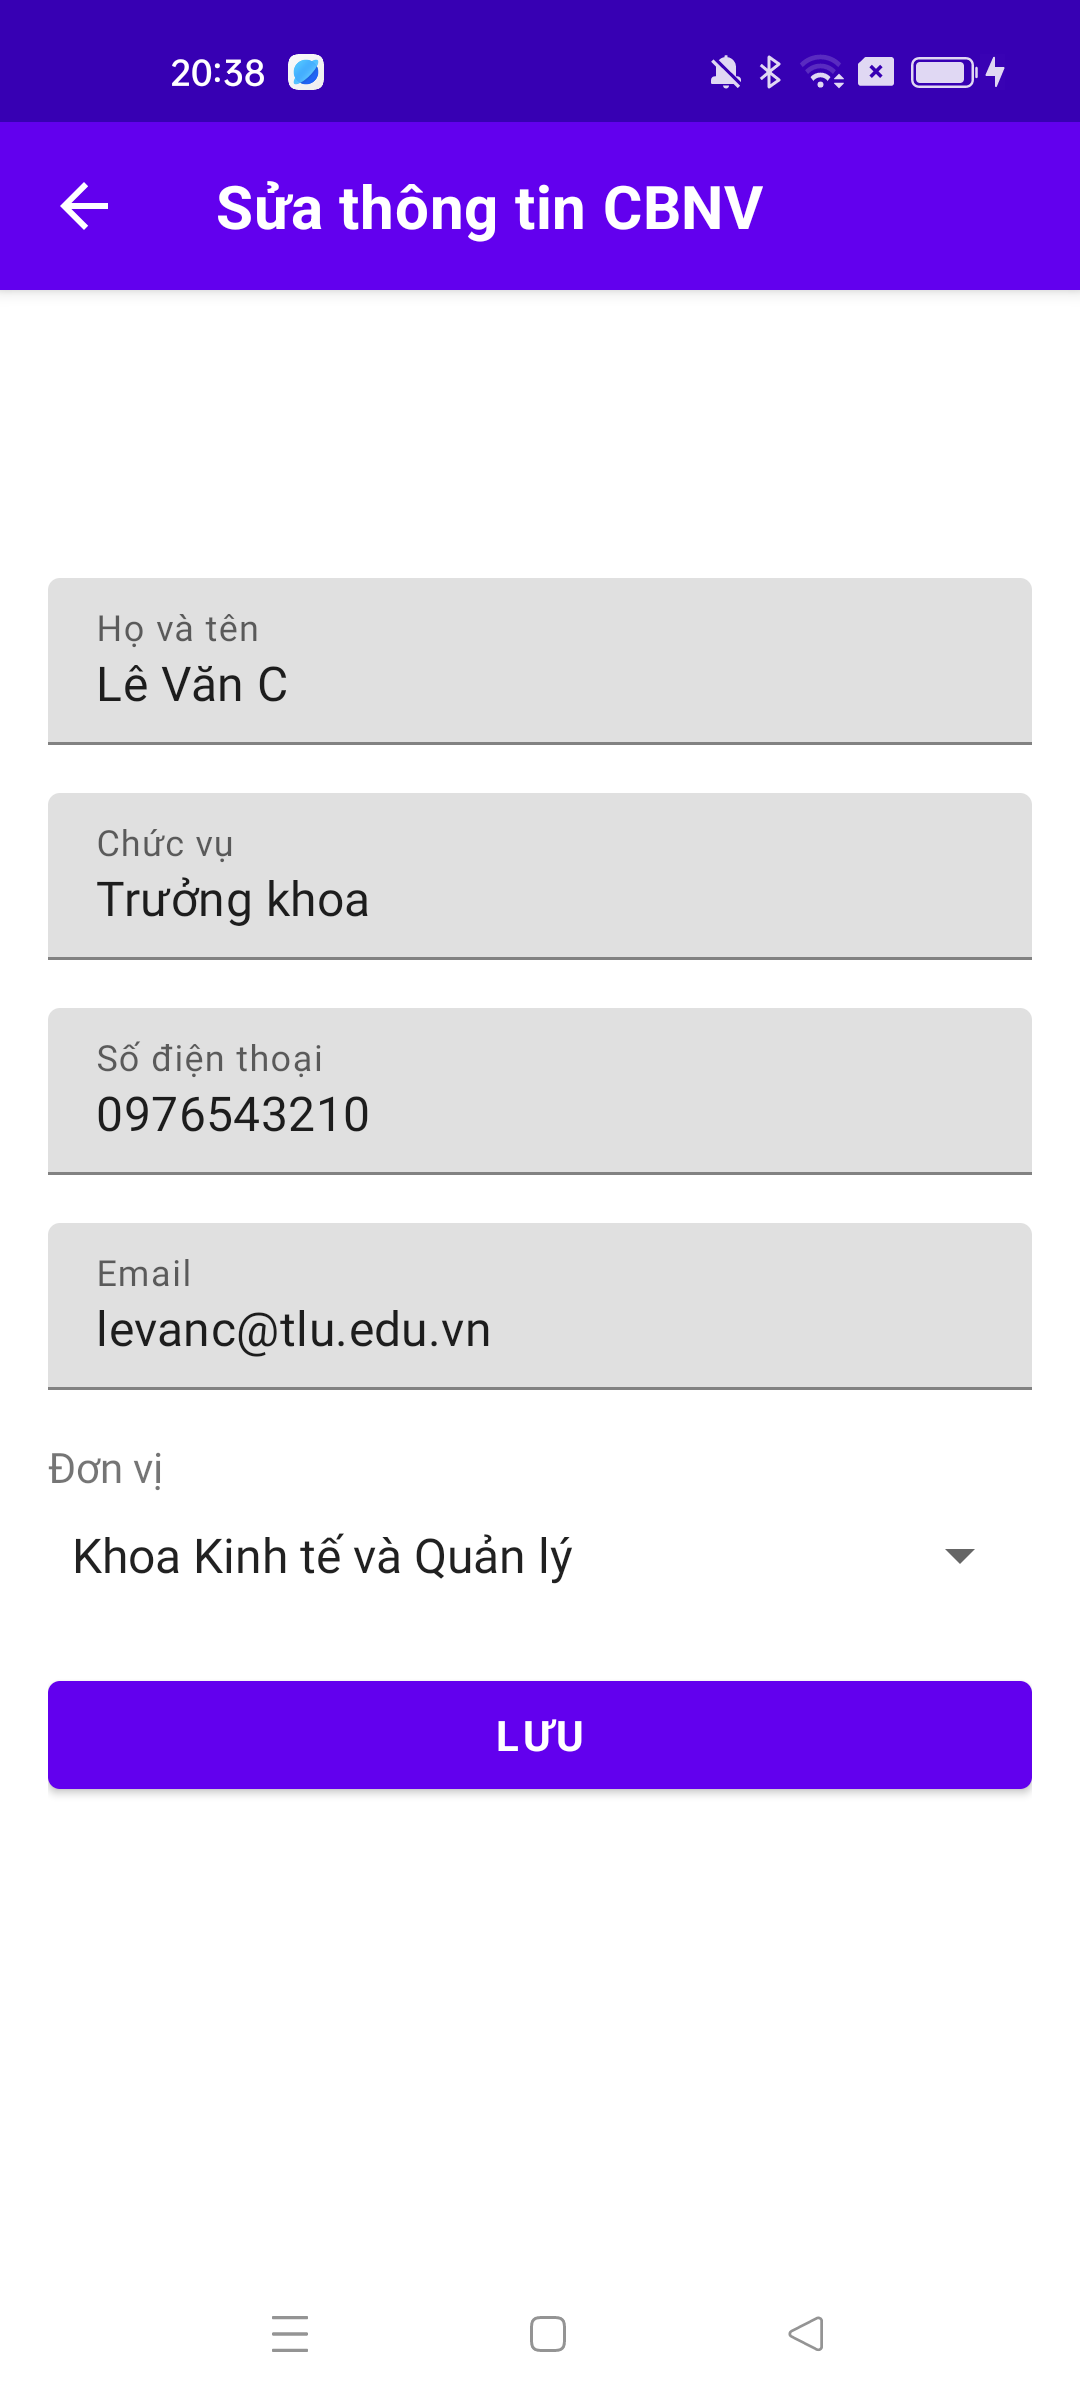 20:38
Sửa thông tin CBNV
Họ và tên
Lê Văn C
Chức vụ
Trưởng khoa
Số điện thoại
0976543210
Email
levanc@tlu.edu.vn
Đơn vị
Khoa Kinh tế và Quản lý
LƯU